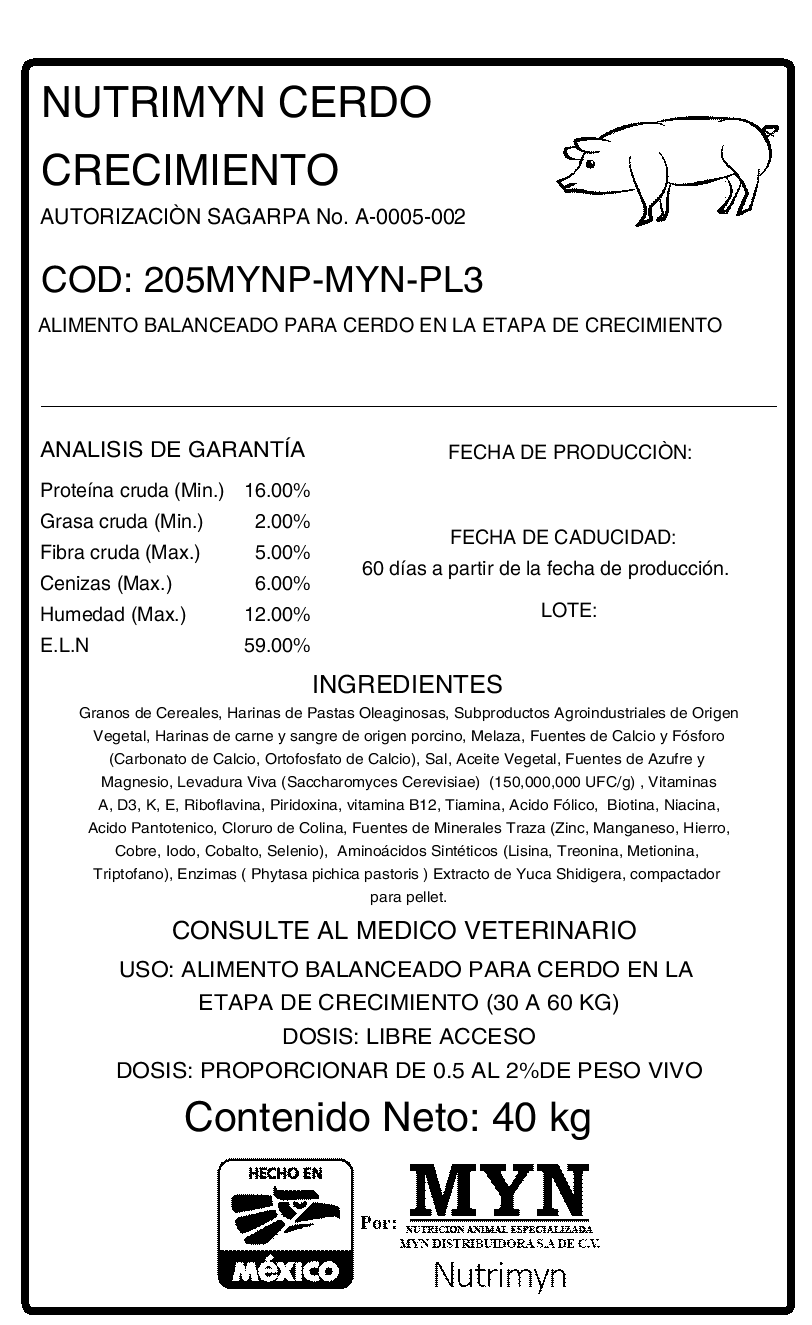 NUTRIMYN CERDO
CRECIMIENTO
AUTORIZACIÒN SAGARPA No. A-0005-002
COD: 205MYNP-MYN-PL3
ALIMENTO BALANCEADO PARA CERDO EN LA ETAPA DE CRECIMIENTO
ANALISIS DE GARANTÍA
Proteína cruda (Min.) 16.00%
Grasa cruda (Min.) 2.00%
Fibra cruda (Max.) 5.00%
Cenizas (Max.) 6.00%
Humedad (Max.) 12.00%
E.L.N 59.00%
FECHA DE PRODUCCIÒN:
FECHA DE CADUCIDAD:
60 días a partir de la fecha de producción.
LOTE:
INGREDIENTES
Granos de Cereales, Harinas de Pastas Oleaginosas, Subproductos Agroindustriales de Origen
Vegetal, Harinas de carne y sangre de origen porcino, Melaza, Fuentes de Calcio y Fósforo
(Carbonato de Calcio, Ortofosfato de Calcio), Sal, Aceite Vegetal, Fuentes de Azufre y
Magnesio, Levadura Viva (Saccharomyces Cerevisiae) (150,000,000 UFC/g) , Vitaminas
A, D3, K, E, Riboflavina, Piridoxina, vitamina B12, Tiamina, Acido Fólico, Biotina, Niacina,
Acido Pantotenico, Cloruro de Colina, Fuentes de Minerales Traza (Zinc, Manganeso, Hierro,
Cobre, Iodo, Cobalto, Selenio), Aminoácidos Sintéticos (Lisina, Treonina, Metionina,
Triptofano), Enzimas ( Phytasa pichica pastoris ) Extracto de Yuca Shidigera, compactador
para pellet.
CONSULTE AL MEDICO VETERINARIO
USO: ALIMENTO BALANCEADO PARA CERDO EN LA
ETAPA DE CRECIMIENTO (30 A 60 KG)
DOSIS: LIBRE ACCESO
DOSIS: PROPORCIONAR DE 0.5 AL 2%DE PESO VIVO
Contenido Neto: 40 kg
HECHO EN
MéXICO
Por:
MYN
NUTRICION ANIMAL ESPECIALIZADA
MYN DISTRIBUIDORA S.A DE C.V.
Nutrimyn